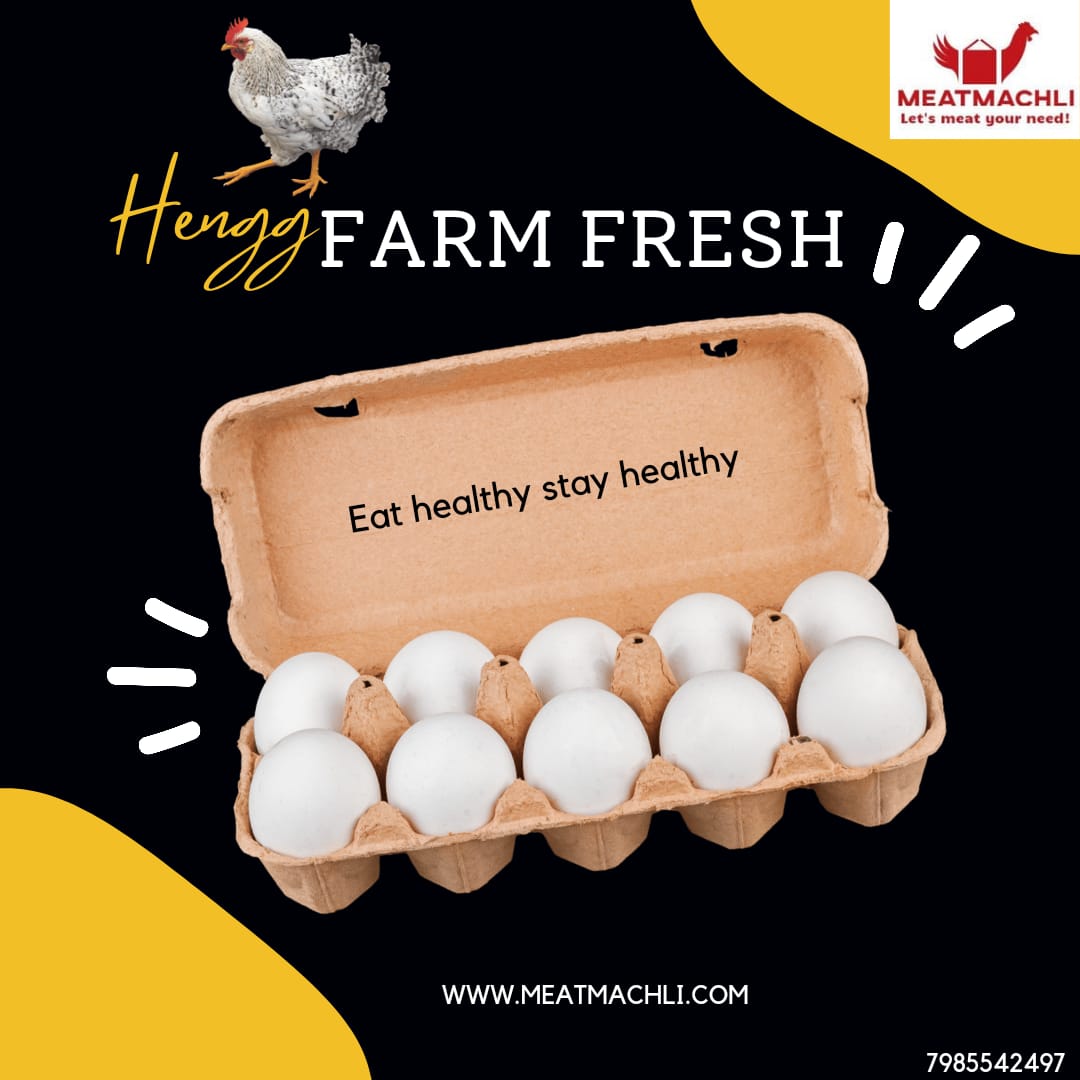 MEATMACHLI
Let's meat your need!
Hengg FARM FRESH
Eat healthy stay healthy
WWW.MEATMACHLI.COM
7985542497